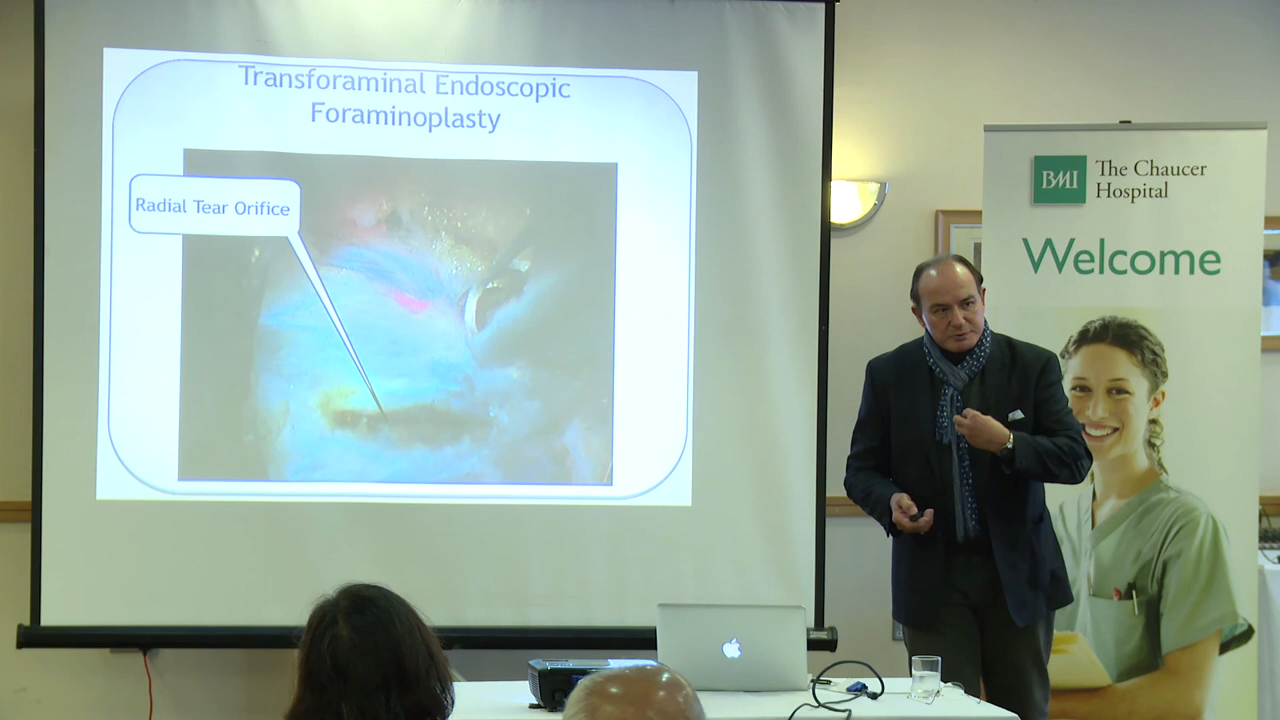 Transforaminal Endoscopic
Foraminoplasty
Radial Tear Orifice
BMI
The Chaucer
Hospital
Welcome